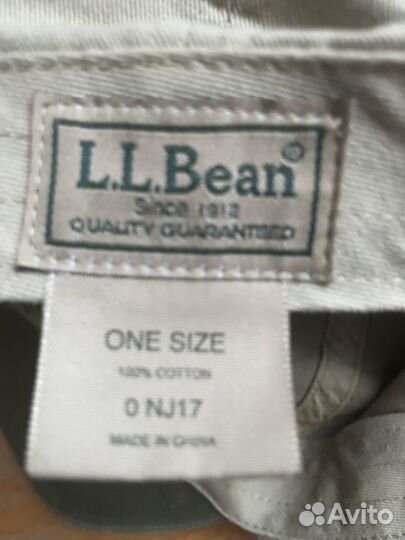 L.L.Bean®
Since 1912
QUALITY GUARANTEED
ONE SIZE
100% COTTON
0 NJ17
MADE IN CHINA
Avito